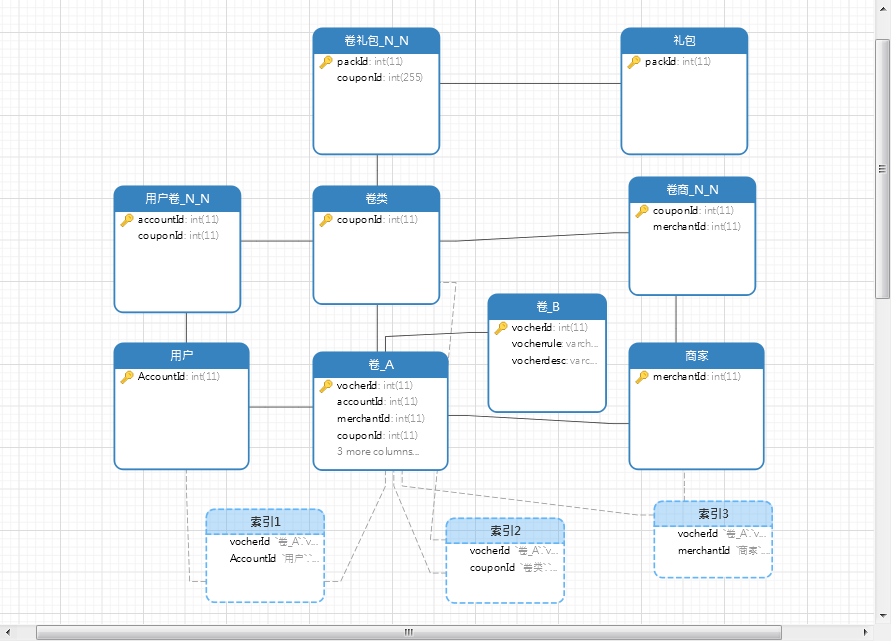 卷礼包_N_N
packId: int(11)
couponId: int(255)
礼包
packId: int(11)
用户卷_N_N
accountId: int(11)
couponId: int(11)
卷类
couponId: int(11)
卷商_N_N
couponId: int(11)
merchantId: int(11)
卷_B
vocherId: int(11)
vocherrule: varch...
vocherdesc: varc...
用户
AccountId: int(11)
卷_A
vocherId: int(11)
accountId: int(11)
merchantId: int(11)
couponId: int(11)
3 more columns...
商家
merchantId: int(11)
索引1
vocherId `卷_A`.`v...
AccountId `用户`.`...
索引2
vocherId `卷_A`.`v...
couponId `卷类`.`...
索引3
vocherId `卷_A`.`v...
merchantId `商家`....